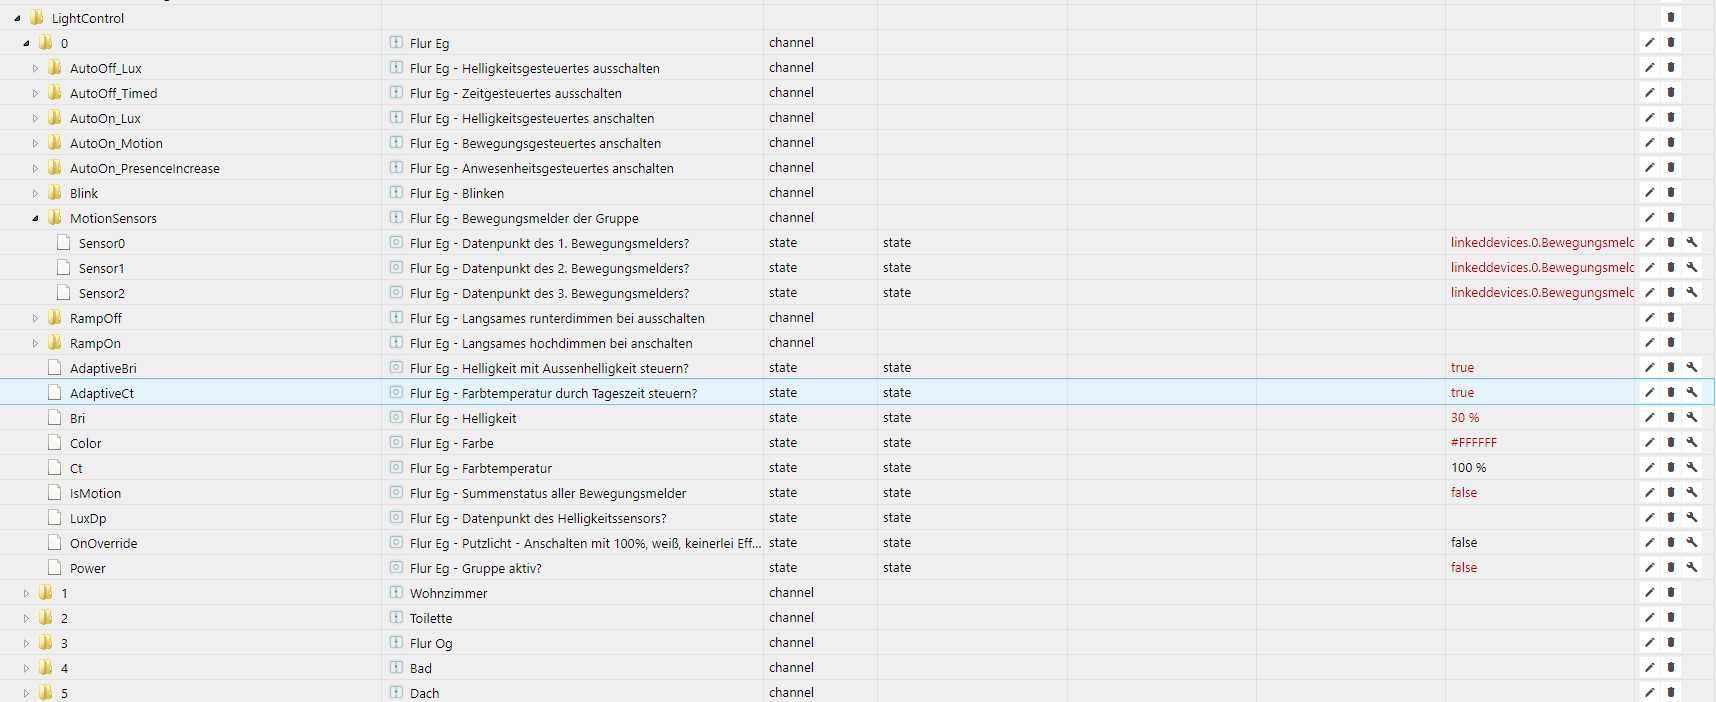 LightControl
0 Flur Eg channel
AutoOff_Lux Flur Eg - Helligkeitsgesteuertes ausschalten channel
AutoOff_Timed Flur Eg - Zeitgesteuertes ausschalten channel
AutoOn_Lux Flur Eg - Helligkeitsgesteuertes anschalten channel
AutoOn_Motion Flur Eg - Bewegungsgesteuertes anschalten channel
AutoOn_PresenceIncrease Flur Eg - Anwesenheitsgesteuertes anschalten channel
Blink Flur Eg - Blinken channel
MotionSensors Flur Eg - Bewegungsmelder der Gruppe channel
Sensor0 Flur Eg - Datenpunkt des 1. Bewegungsmelders? state state linkeddevices.0.Bewegungsmelc
Sensor1 Flur Eg - Datenpunkt des 2. Bewegungsmelders? state state linkeddevices.0.Bewegungsmelc
Sensor2 Flur Eg - Datenpunkt des 3. Bewegungsmelders? state state linkeddevices.0.Bewegungsmelc
RampOff Flur Eg - Langsames runterdimmen bei ausschalten channel
RampOn Flur Eg - Langsames hochdimmen bei anschalten channel
AdaptiveBri Flur Eg - Helligkeit mit Aussenhelligkeit steuern? state state true
AdaptiveCt Flur Eg - Farbtemperatur durch Tageszeit steuern? state state true
Bri Flur Eg - Helligkeit state state 30 %
Color Flur Eg - Farbe state state #FFFFFF
Ct Flur Eg - Farbtemperatur state state 100 %
IsMotion Flur Eg - Summenstatus aller Bewegungsmelder state state false
LuxDp Flur Eg - Datenpunkt des Helligkeitssensors? state state
OnOverride Flur Eg - Putzlicht - Anschalten mit 100%, weiß, keinerlei Eff... state state false
Power Flur Eg - Gruppe aktiv? state state false
1 Wohnzimmer channel
2 Toilette channel
3 Flur Og channel
4 Bad channel
5 Dach channel